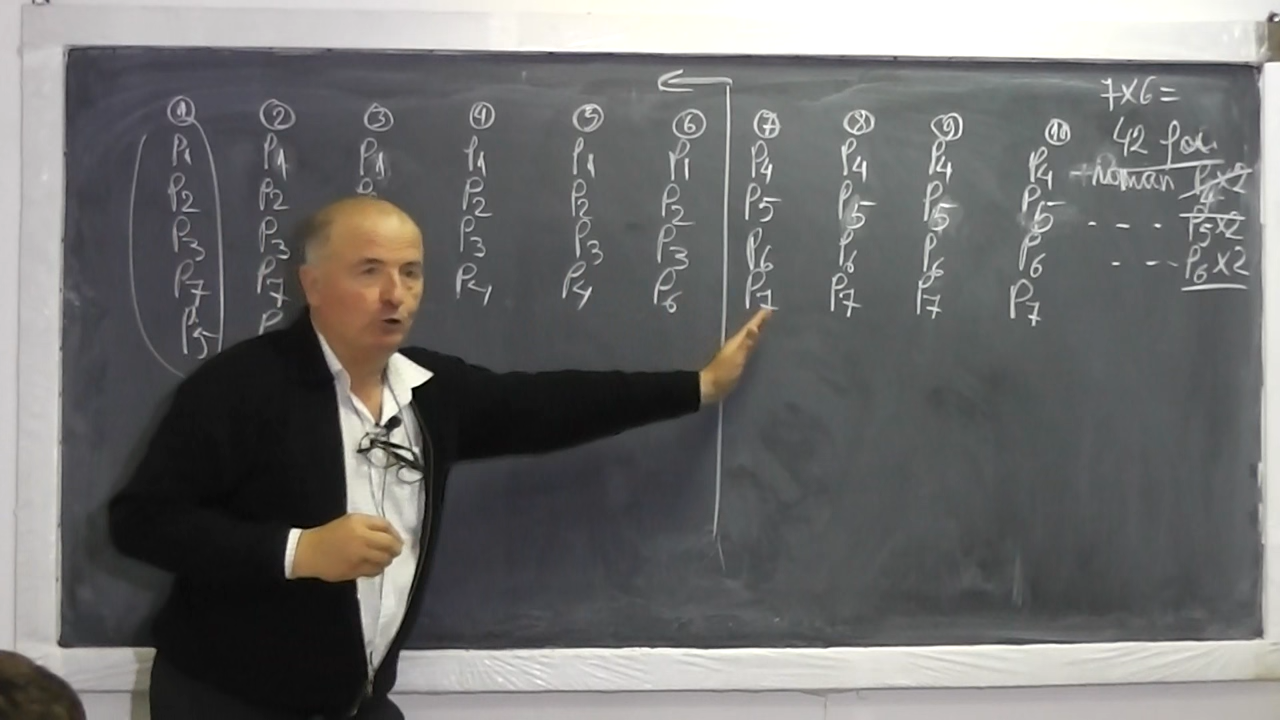 7x6=
① ② ③ ④ ⑤ ⑥ ⑦ ⑧ ⑨ ⑩ 42
P1 P1 P1 P1 P1 P1 P4 P4 P4 P4
P2 P2 P2 P2 P2 P5 P5 P5 P5 P5x2
P3 P3 P3 P3 P3 P6 P6 P6 P6 P6x2
P7 P7 P4 P4 P6 P7 P7 P7 P7
P5